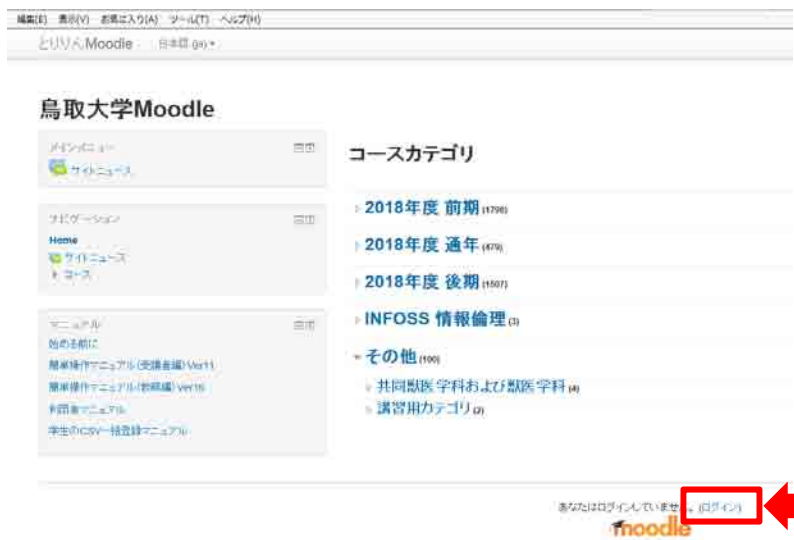 編集(E) 表示(V) お気に入り(A) ツール(T) ヘルプ(H)
とりりんMoodle 日本語 (ja)
鳥取大学Moodle
メインメニュー
サイトニュース
ナビゲーション
Home
サイトニュース
コース
マニュアル
始める前に
簡単操作マニュアル(受講者編)Ver11
簡単操作マニュアル(教師編)Ver16
利用者マニュアル
学生のCSV一括登録マニュアル
コースカテゴリ
2018年度 前期 (1798)
2018年度 通年 (879)
2018年度 後期 (1607)
INFOSS 情報倫理 (3)
その他 (100)
共同獣医学科および獣医学科 (4)
講習用カテゴリ (2)
あなたはログインしていません。 (ログイン)
moodle